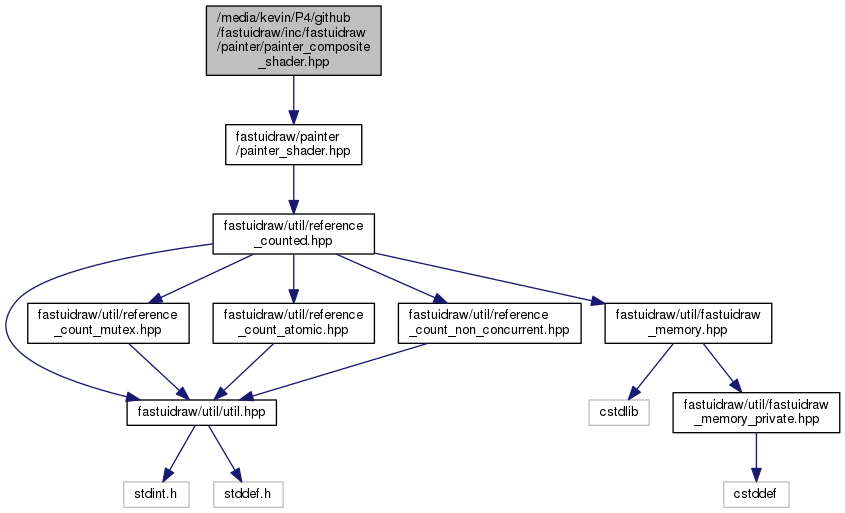 /media/kevin/P4/github
/fastuidraw/inc/fastuidraw
/painter/painter_composite
_shader.hpp
fastuidraw/painter
/painter_shader.hpp
fastuidraw/util/reference
_counted.hpp
fastuidraw/util/reference
_count_mutex.hpp
fastuidraw/util/reference
_count_atomic.hpp
fastuidraw/util/reference
_count_non_concurrent.hpp
fastuidraw/util/fastuidraw
_memory.hpp
fastuidraw/util/util.hpp
cstdlib
fastuidraw/util/fastuidraw
_memory_private.hpp
stdint.h
stddef.h
cstddef